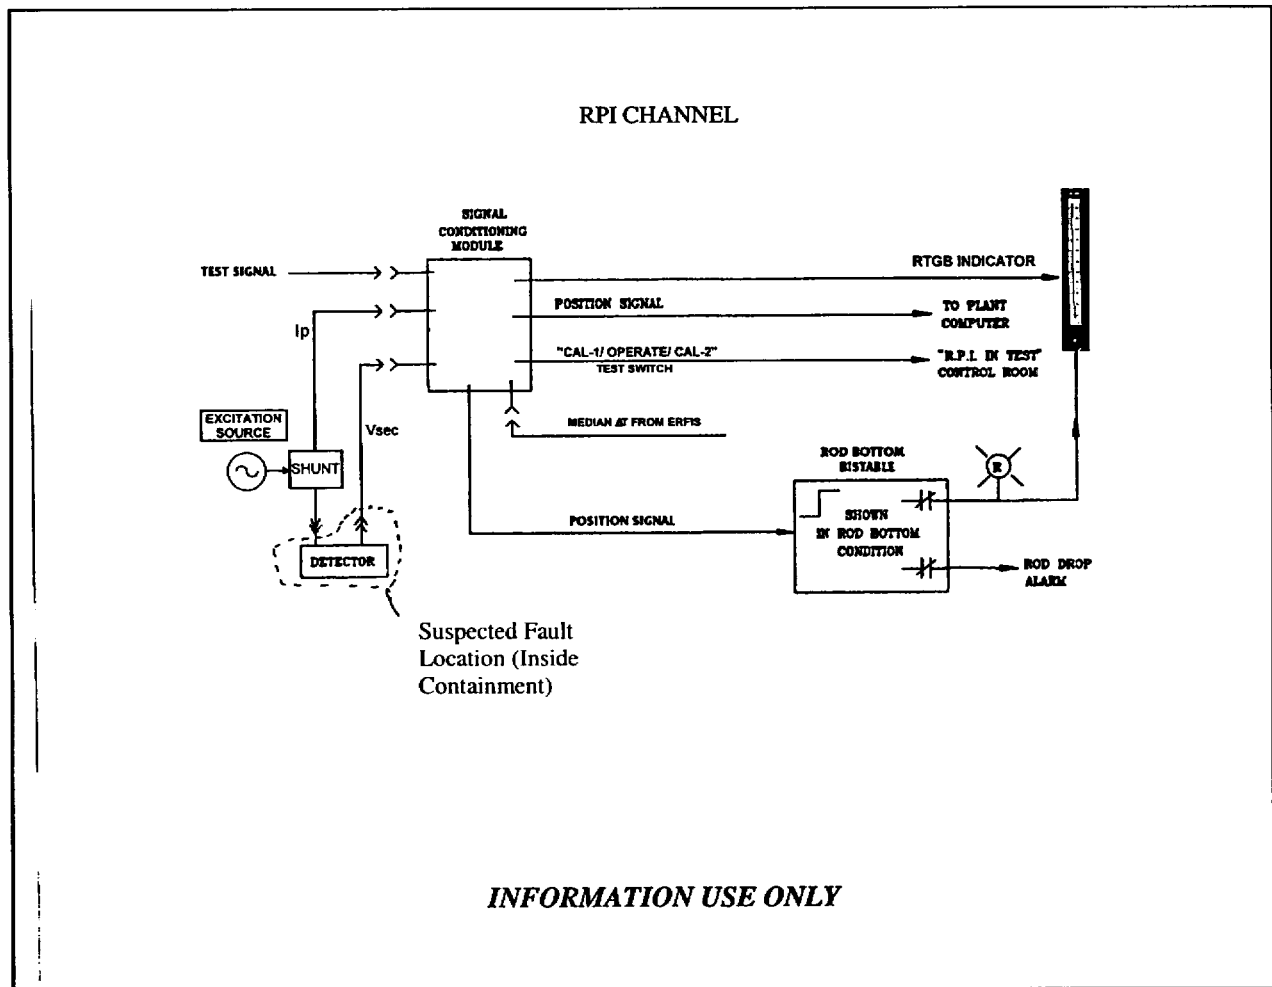 RPI CHANNEL
SIGNAL
CONDITIONING
MODULE
TEST SIGNAL
RTGB INDICATOR
POSITION SIGNAL
TO PLANT
COMPUTER
Ip
"CAL-1/ OPERATE/ CAL-2"
TEST SWITCH
"R.P.I. IN TEST"
CONTROL ROOM
EXCITATION
SOURCE
Vsec
MEDIAN ΔT FROM ERFIS
SHUNT
ROD BOTTOM
BISTABLE
R
POSITION SIGNAL
SHOWN
IN ROD BOTTOM
CONDITION
DETECTOR
ROD DROP
ALARM
Suspected Fault
Location (Inside
Containment)
INFORMATION USE ONLY